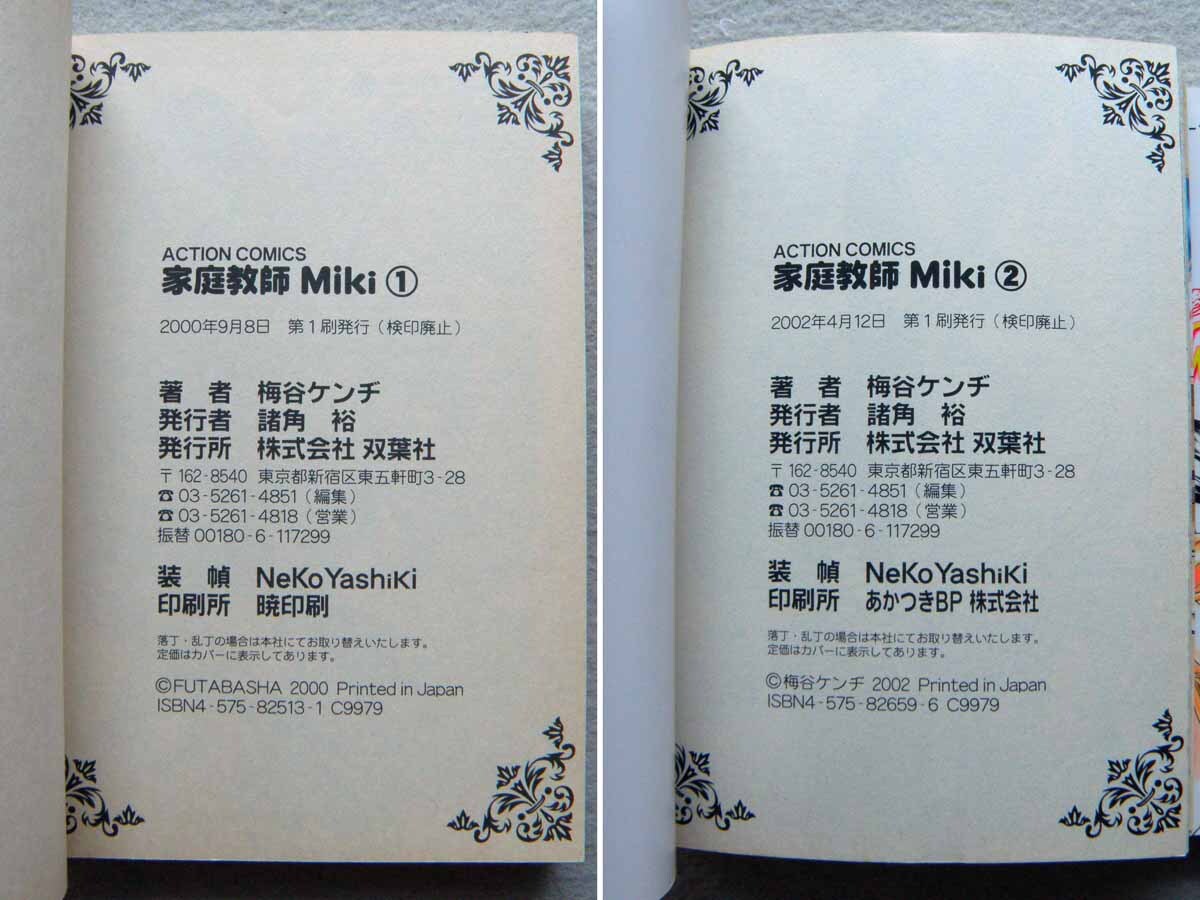 ACTION COMICS
家庭教師 Miki ①
2000年9月8日 第1刷発行(検印廃止)
著 者 梅谷ケンヂ
発行者 諸角 裕
発行所 株式会社 双葉社
〒162-8540 東京都新宿区東五軒町3-28
☎03-5261-4851(編集)
☎03-5261-4818(営業)
振替 00180-6-117299
装 幀 NeKoYashiKi
印刷所 暁印刷
落丁・乱丁の場合は本社にてお取り替えいたします。
定価はカバーに表示してあります。
©FUTABASHA 2000 Printed in Japan
ISBN4-575-82513-1 C9979
ACTION COMICS
家庭教師 Miki ②
2002年4月12日 第1刷発行(検印廃止)
著 者 梅谷ケンヂ
発行者 諸角 裕
発行所 株式会社 双葉社
〒162-8540 東京都新宿区東五軒町3-28
☎03-5261-4851(編集)
☎03-5261-4818(営業)
振替 00180-6-117299
装 幀 NeKoYashiKi
印刷所 あかつきBP 株式会社
落丁・乱丁の場合は本社にてお取り替えいたします。
定価はカバーに表示してあります。
©梅谷ケンヂ 2002 Printed in Japan
ISBN4-575-82659-6 C9979